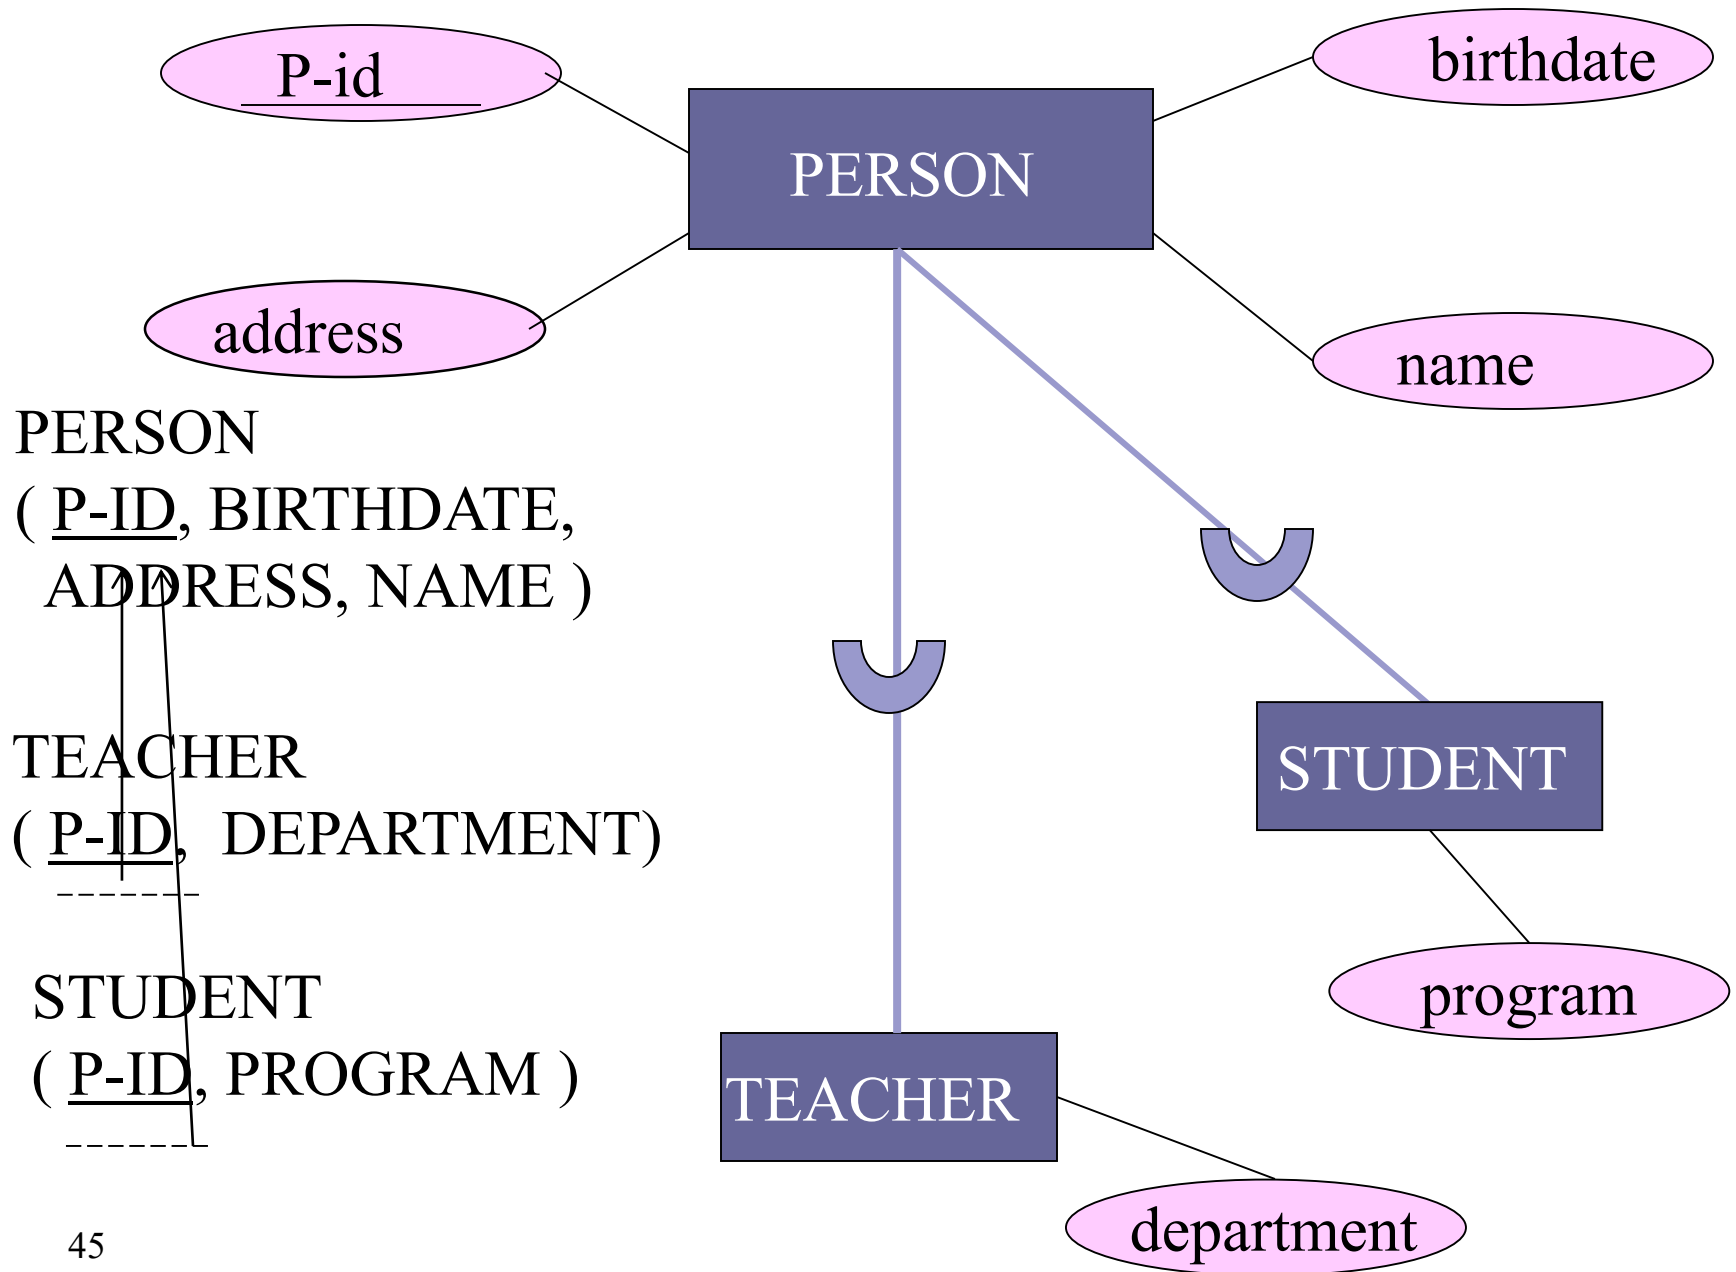 P-id
birthdate
PERSON
address
name
PERSON
( P-ID, BIRTHDATE,
ADDRESS, NAME )
TEACHER
( P-ID, DEPARTMENT)
STUDENT
( P-ID, PROGRAM )
STUDENT
program
TEACHER
department
45